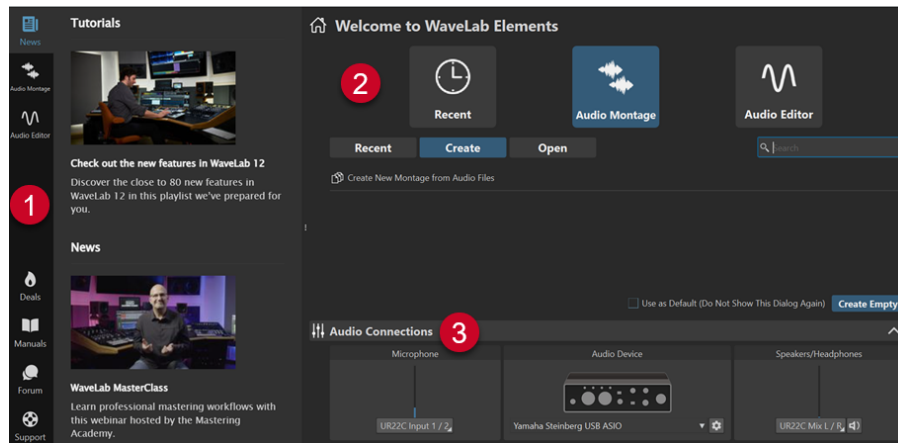 News
Audio Montage
Audio Editor
1
Deals
Manuals
Forum
Support
Tutorials
Check out the new features in WaveLab 12
Discover the close to 80 new features in
WaveLab 12 in this playlist we've prepared for
you.
News
WaveLab MasterClass
Learn professional mastering workflows with
this webinar hosted by the Mastering
Academy.
Welcome to WaveLab Elements
2
Recent
Audio Montage
Audio Editor
Recent
Create
Open
Search
Create New Montage from Audio Files
Use as Default (Do Not Show This Dialog Again)
Create Empty
Audio Connections
3
Microphone
Audio Device
Speakers/Headphones
UR22C Input 1 / 2
Yamaha Steinberg USB ASIO
UR22C Mix L / R